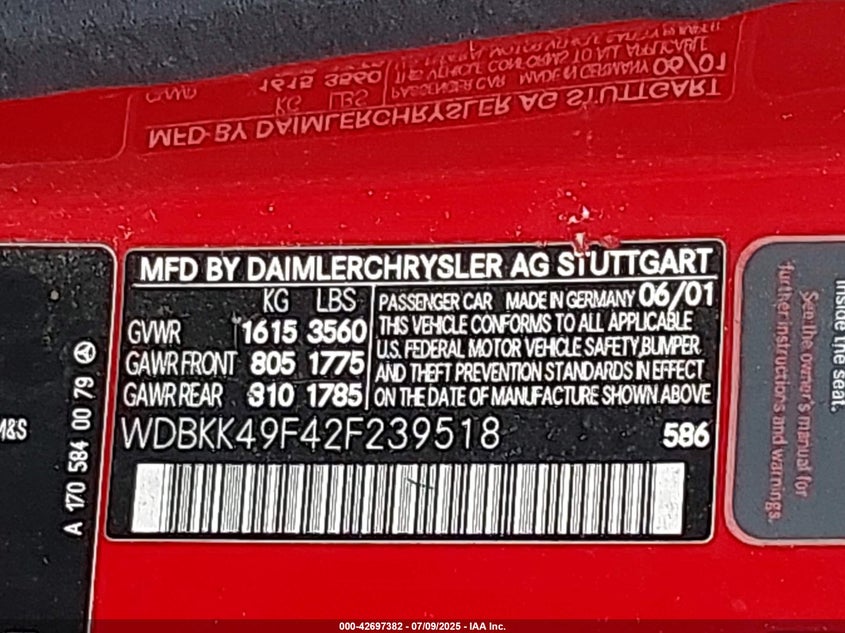 MFD BY DAIMLERCHRYSLER AG STUTTGART
KG LBS
GVWR 1615 3560
GAWR FRONT 805 1775
GAWR REAR 810 1785
PASSENGER CAR MADE IN GERMANY 06/01
THIS VEHICLE CONFORMS TO ALL APPLICABLE
U.S. FEDERAL MOTOR VEHICLE SAFETY, BUMPER,
AND THEFT PREVENTION STANDARDS IN EFFECT
ON THE DATE OF MANUFACTURE SHOWN ABOVE
WDBKK49F42F239518 586
A 170 584 00 79
M&S
inside the seat.
See the owner's manual for
further instructions and warnings.
000-42697382 - 07/09/2025 - IAA Inc.